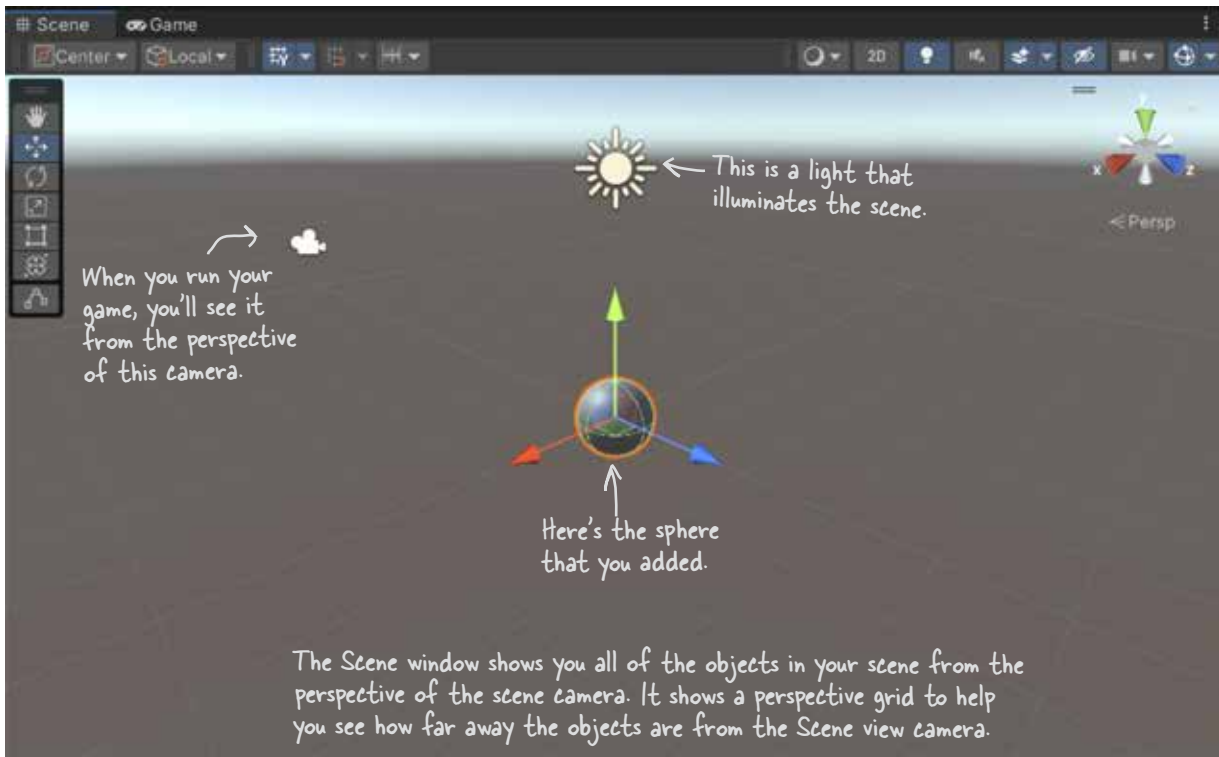 Scene Game
Center Local 2D
This is a light that
illuminates the scene.
y
x z
Persp
When you run your
game, you'll see it
from the perspective
of this camera.
Here's the sphere
that you added.
The Scene window shows you all of the objects in your scene from the
perspective of the scene camera. It shows a perspective grid to help
you see how far away the objects are from the Scene view camera.